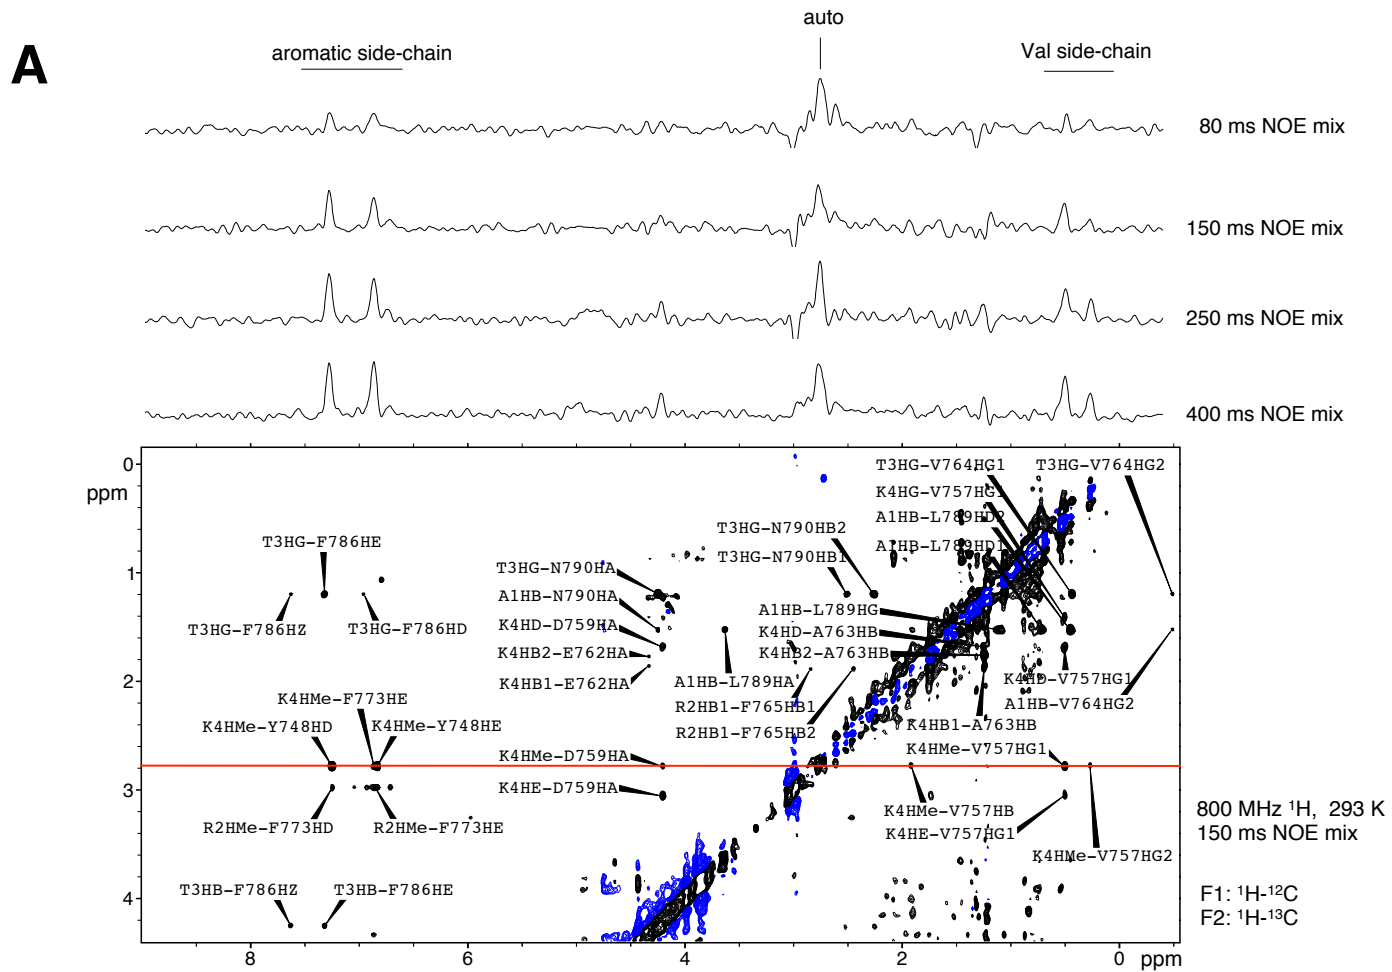 A
auto
aromatic side-chain
Val side-chain
80 ms NOE mix
150 ms NOE mix
250 ms NOE mix
400 ms NOE mix
0
ppm
1
2
3
4
T3HG-V764HG1
T3HG-V764HG2
K4HG-V757HG1
A1HB-L789HD2
A1HB-L789HD1
T3HG-N790HB2
T3HG-N790HB1
T3HG-F786HE
T3HG-N790HA
A1HB-N790HA
K4HD-D759HA
K4HB2-E762HA
K4HB1-E762HA
T3HG-F786HZ
T3HG-F786HD
A1HB-L789HG
K4HD-A763HB
K4HB2-A763HB
A1HB-L789HA
R2HB1-F765HB1
R2HB1-F765HB2
K4HD-V757HG1
A1HB-V764HG2
K4HB1-A763HB
K4HMe-F773HE
K4HMe-Y748HD
K4HMe-Y748HE
K4HMe-D759HA
K4HE-D759HA
K4HMe-V757HG1
K4HMe-V757HB
K4HE-V757HG1
K4HMe-V757HG2
R2HMe-F773HD
R2HMe-F773HE
T3HB-F786HZ
T3HB-F786HE
800 MHz ¹H, 293 K
150 ms NOE mix
F1: ¹H-¹²C
F2: ¹H-¹³C
8
6
4
2
0
ppm